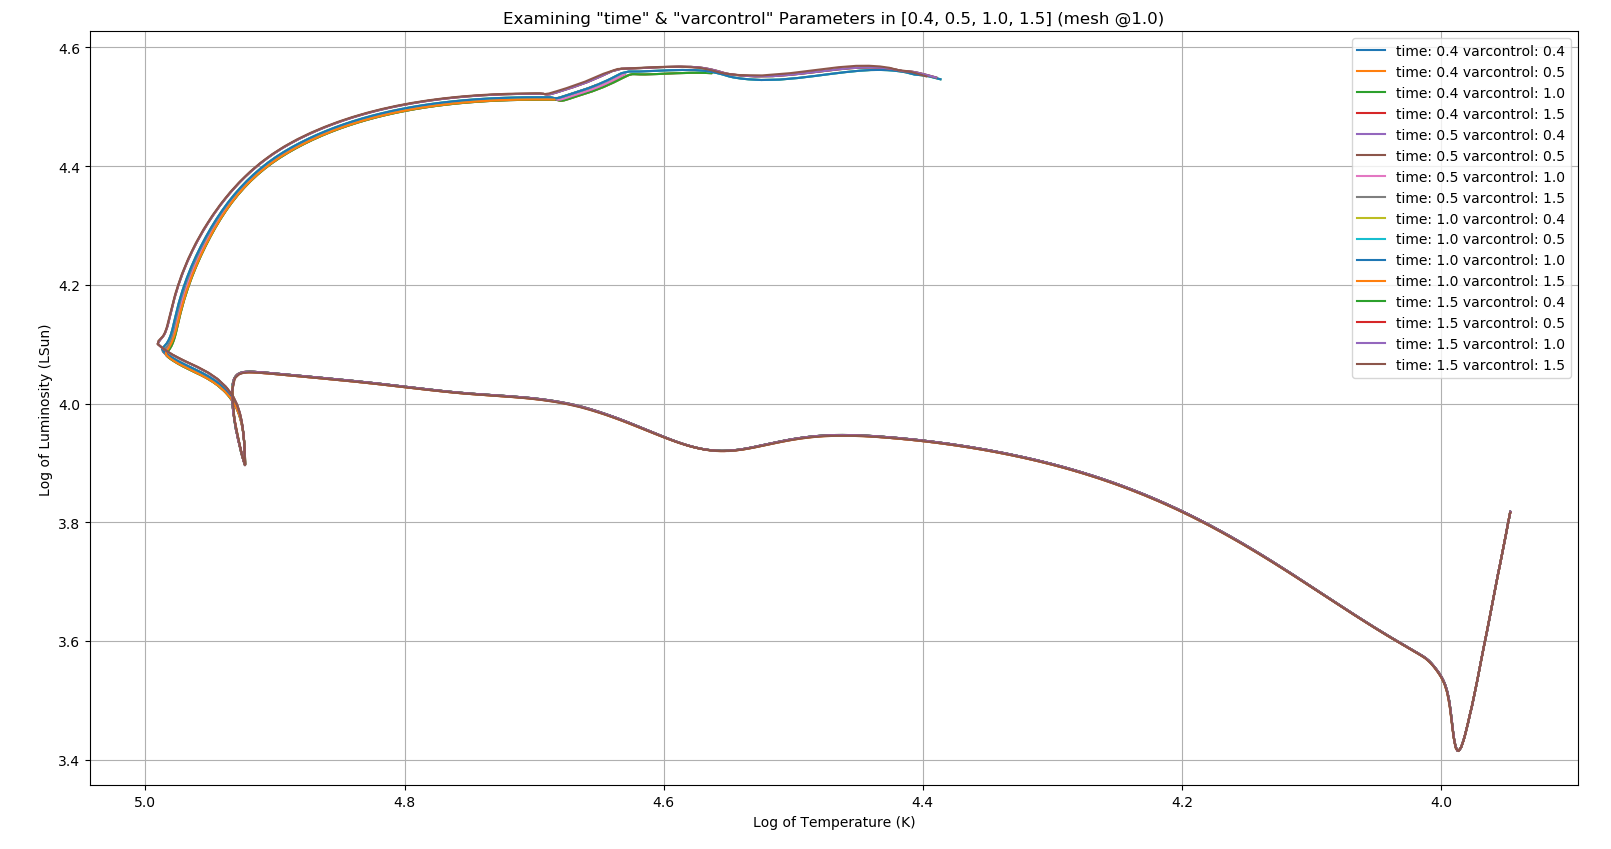 Examining "time" & "varcontrol" Parameters in [0.4, 0.5, 1.0, 1.5] (mesh @1.0)
4.6
4.4
4.2
4.0
3.8
3.6
3.4
Log of Luminosity (LSun)
time: 0.4 varcontrol: 0.4
time: 0.4 varcontrol: 0.5
time: 0.4 varcontrol: 1.0
time: 0.4 varcontrol: 1.5
time: 0.5 varcontrol: 0.4
time: 0.5 varcontrol: 0.5
time: 0.5 varcontrol: 1.0
time: 0.5 varcontrol: 1.5
time: 1.0 varcontrol: 0.4
time: 1.0 varcontrol: 0.5
time: 1.0 varcontrol: 1.0
time: 1.0 varcontrol: 1.5
time: 1.5 varcontrol: 0.4
time: 1.5 varcontrol: 0.5
time: 1.5 varcontrol: 1.0
time: 1.5 varcontrol: 1.5
5.0 4.8 4.6 4.4 4.2 4.0
Log of Temperature (K)